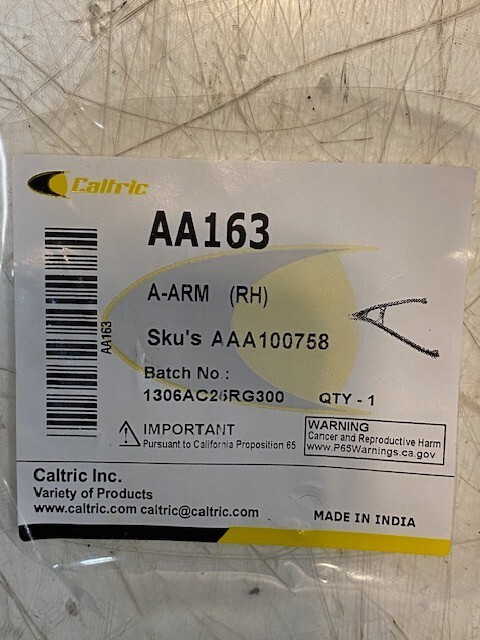 Caltric
AA163
AA163
A-ARM (RH)
Sku's AAA100758
Batch No.:
1306AC26RG300 QTY - 1
IMPORTANT
Pursuant to California Proposition 65
WARNING
Cancer and Reproductive Harm
www.P65Warnings.ca.gov
Caltric Inc.
Variety of Products
www.caltric.com caltric@caltric.com
MADE IN INDIA